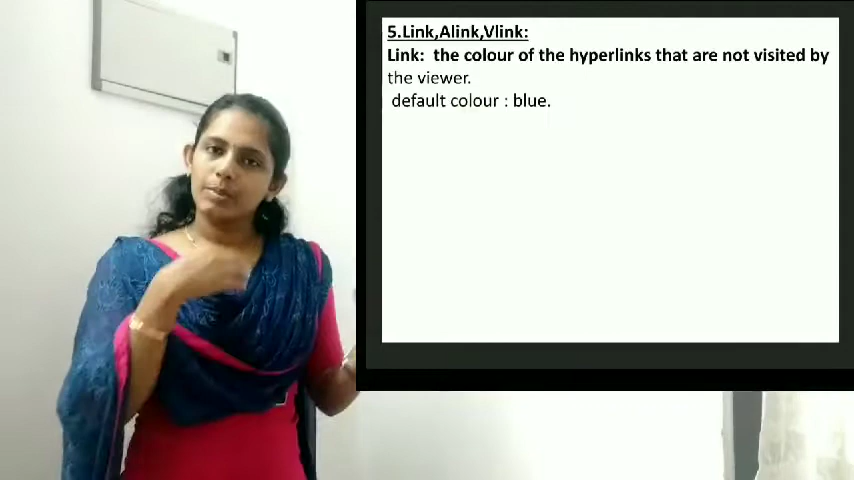 5.Link,Alink,Vlink:
Link:  the colour of the hyperlinks that are not visited by
the viewer.
default colour : blue.